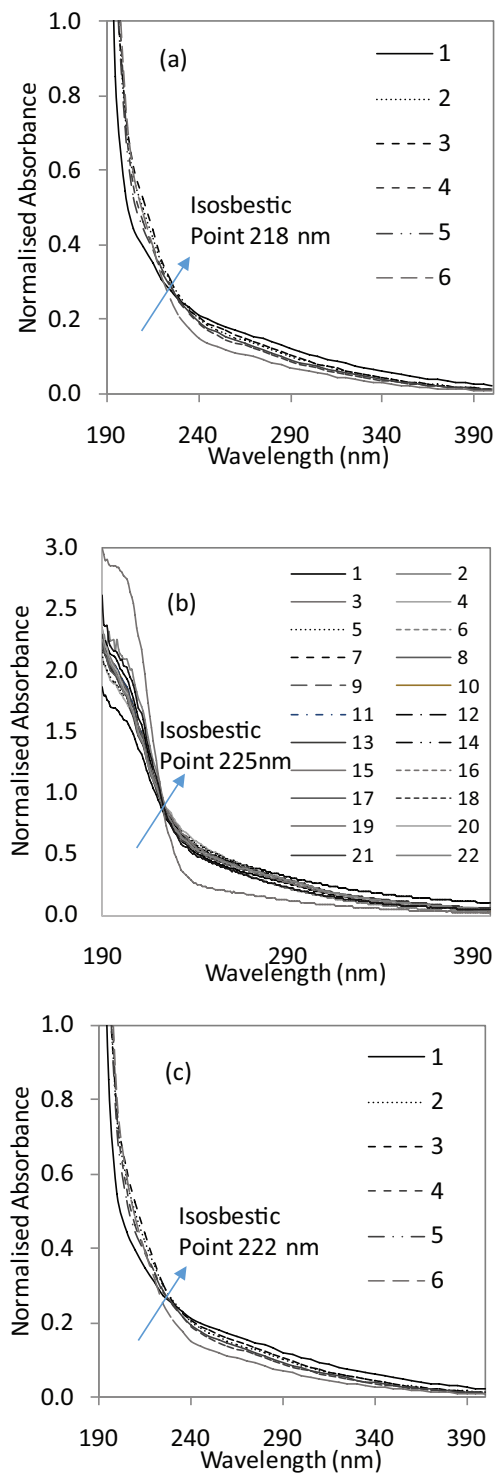 1.0
(a)
1
0.8
2
3
0.6
4
Isosbestic
Point 218 nm
5
0.4
6
0.2
0.0
Normalised Absorbance
190 240 290 340 390
Wavelength (nm)
3.0
(b)
1 2
2.5
3 4
5 6
2.0
7 8
9 10
Isosbestic
Point 225nm
11 12
1.5
13 14
15 16
1.0
17 18
19 20
0.5
21 22
0.0
Normalised Absorbance
190 290 390
Wavelength (nm)
1.0
(c)
1
0.8
2
3
0.6
4
Isosbestic
Point 222 nm
5
0.4
6
0.2
0.0
Normalised Absorbance
190 240 290 340 390
Wavelength (nm)